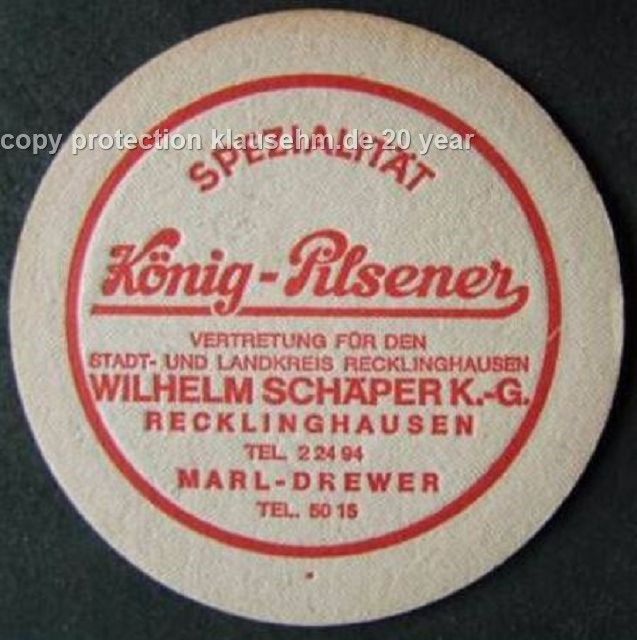 copy protection klausehm.de 20 year
SPEZIALITÄT
König-Pilsener
VERTRETUNG FÜR DEN
STADT- UND LANDKREIS RECKLINGHAUSEN
WILHELM SCHÄPER K.-G.
RECKLINGHAUSEN
TEL. 2 24 94
MARL-DREWER
TEL. 50 15